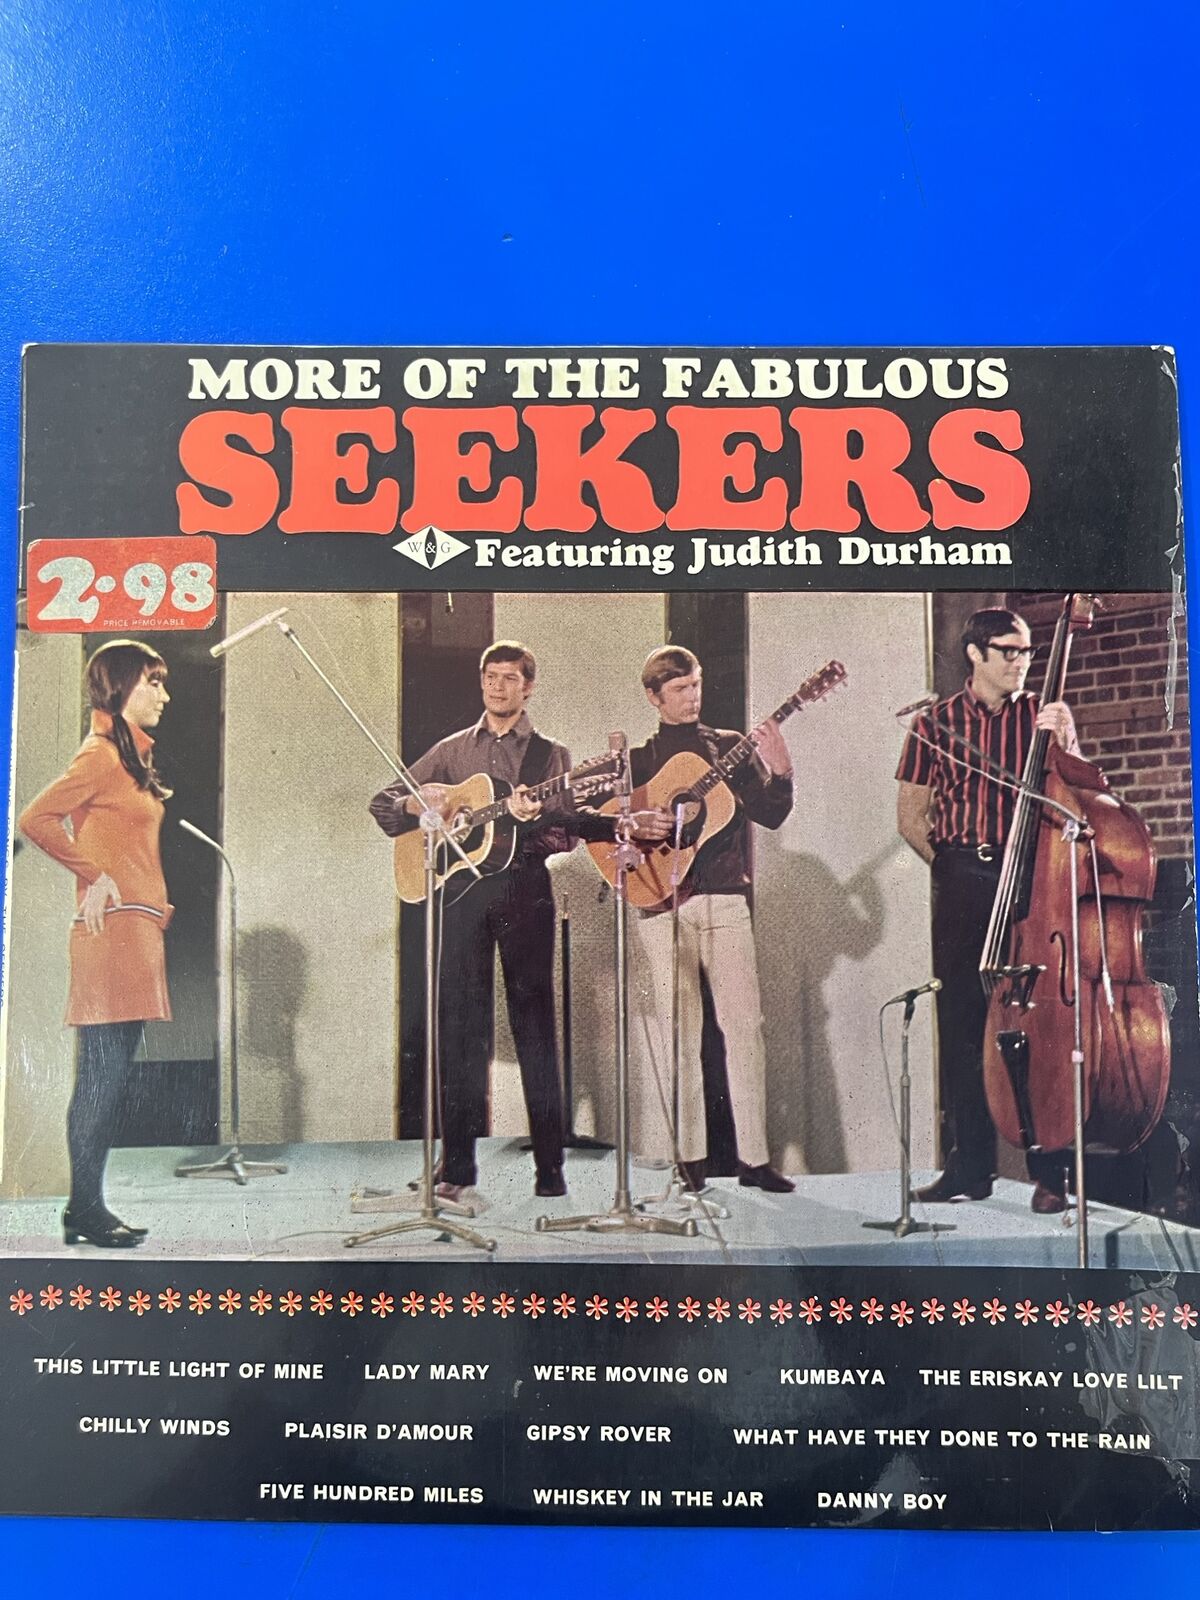 MORE OF THE FABULOUS
SEEKERS
W&G Featuring Judith Durham
2·98
PRICE REMOVABLE
THIS LITTLE LIGHT OF MINE LADY MARY WE'RE MOVING ON KUMBAYA THE ERISKAY LOVE LILT
CHILLY WINDS PLAISIR D'AMOUR GIPSY ROVER WHAT HAVE THEY DONE TO THE RAIN
FIVE HUNDRED MILES WHISKEY IN THE JAR DANNY BOY